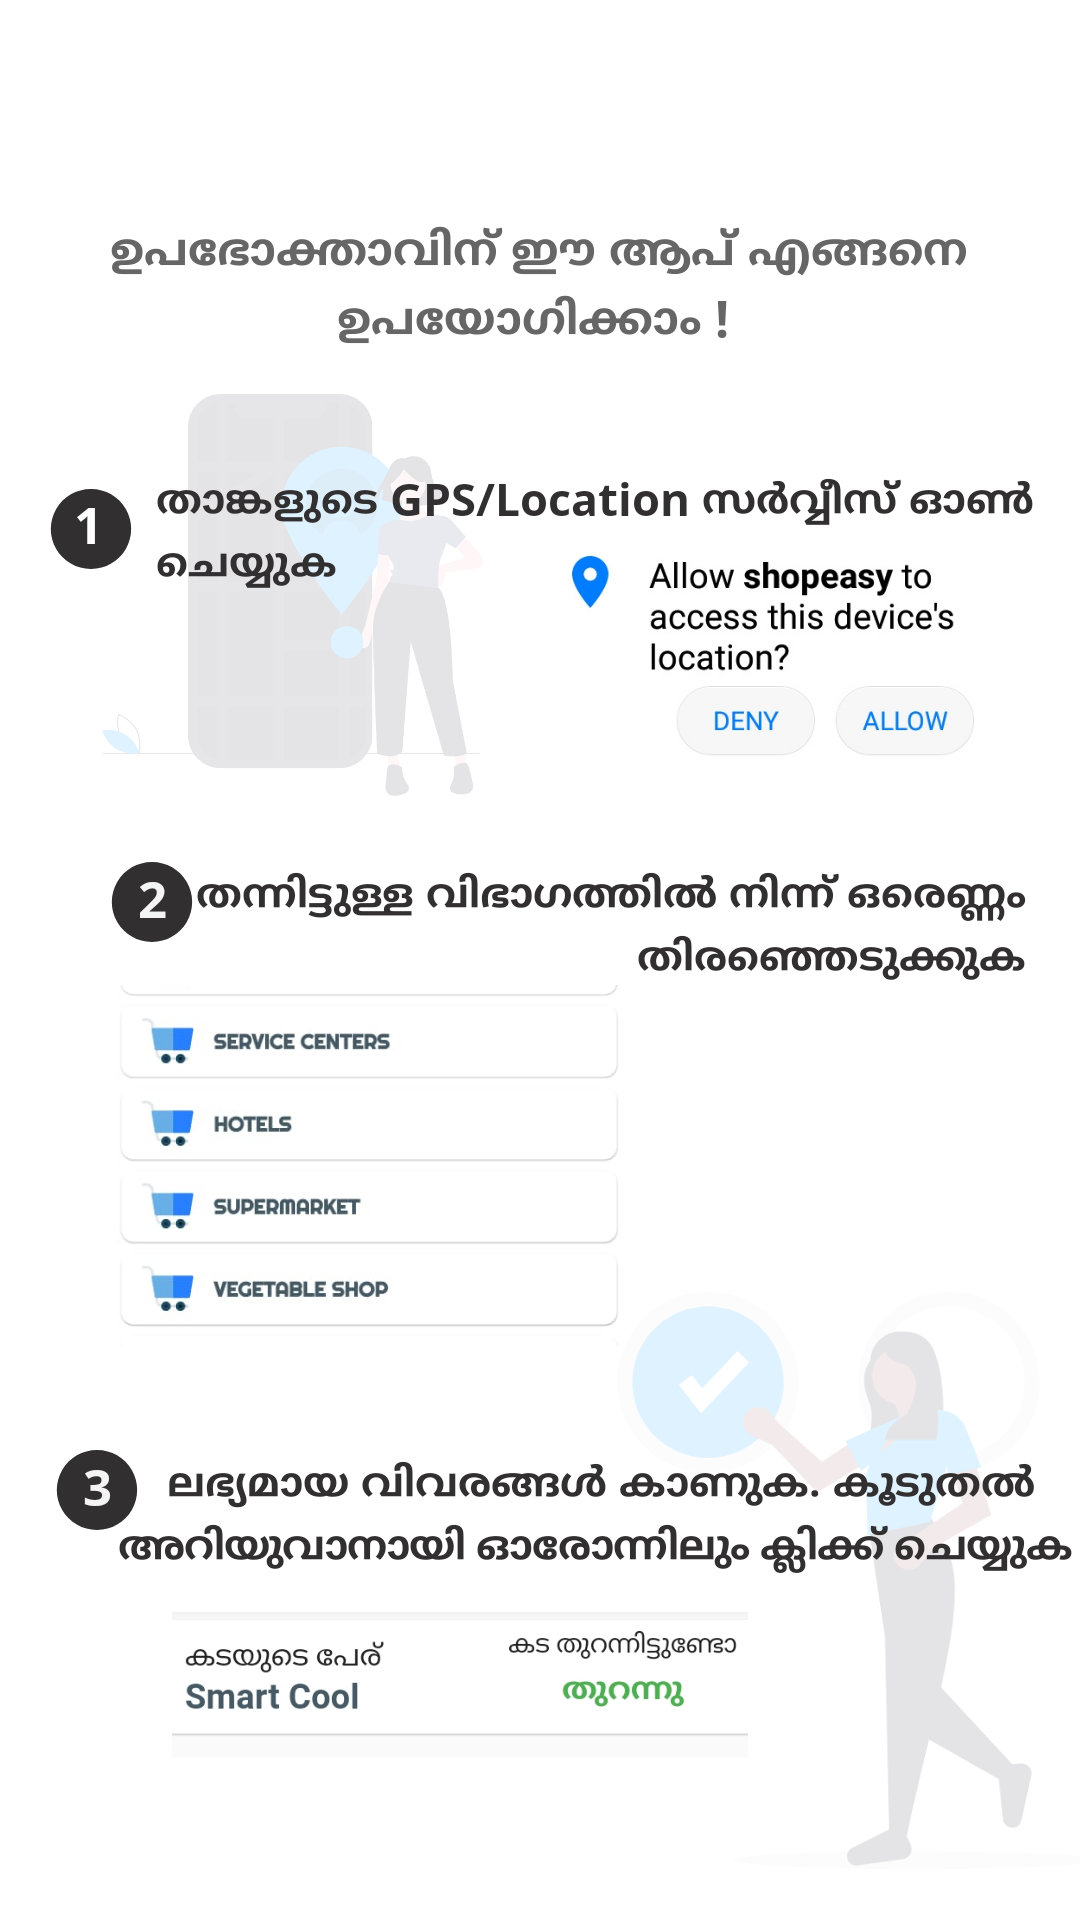 ഉപഭോക്താവിന് ഈ ആപ് എങ്ങനെ
ഉപയോഗിക്കാം !
1
താങ്കളുടെ GPS/Location സർവ്വീസ് ഓൺ
ചെയ്യുക
Allow shopeasy to
access this device's
location?
DENY ALLOW
2
തന്നിട്ടുള്ള വിഭാഗത്തിൽ നിന്ന് ഒരെണ്ണം
തിരഞ്ഞെടുക്കുക
SERVICE CENTERS
HOTELS
SUPERMARKET
VEGETABLE SHOP
3
ലഭ്യമായ വിവരങ്ങൾ കാണുക. കൂടുതൽ
അറിയുവാനായി ഓരോന്നിലും ക്ലിക്ക് ചെയ്യുക
കടയുടെ പേര്
Smart Cool
കട തുറന്നിട്ടുണ്ടോ
തുറന്നു